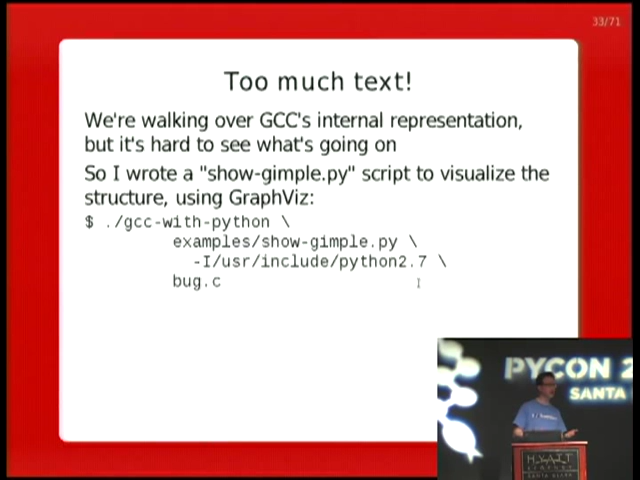 33/71
Too much text!
We're walking over GCC's internal representation,
but it's hard to see what's going on
So I wrote a "show-gimple.py" script to visualize the
structure, using GraphViz:
$ ./gcc-with-python \
examples/show-gimple.py \
-I/usr/include/python2.7 \
bug.c
PYCON 2
SANTA
HYATT